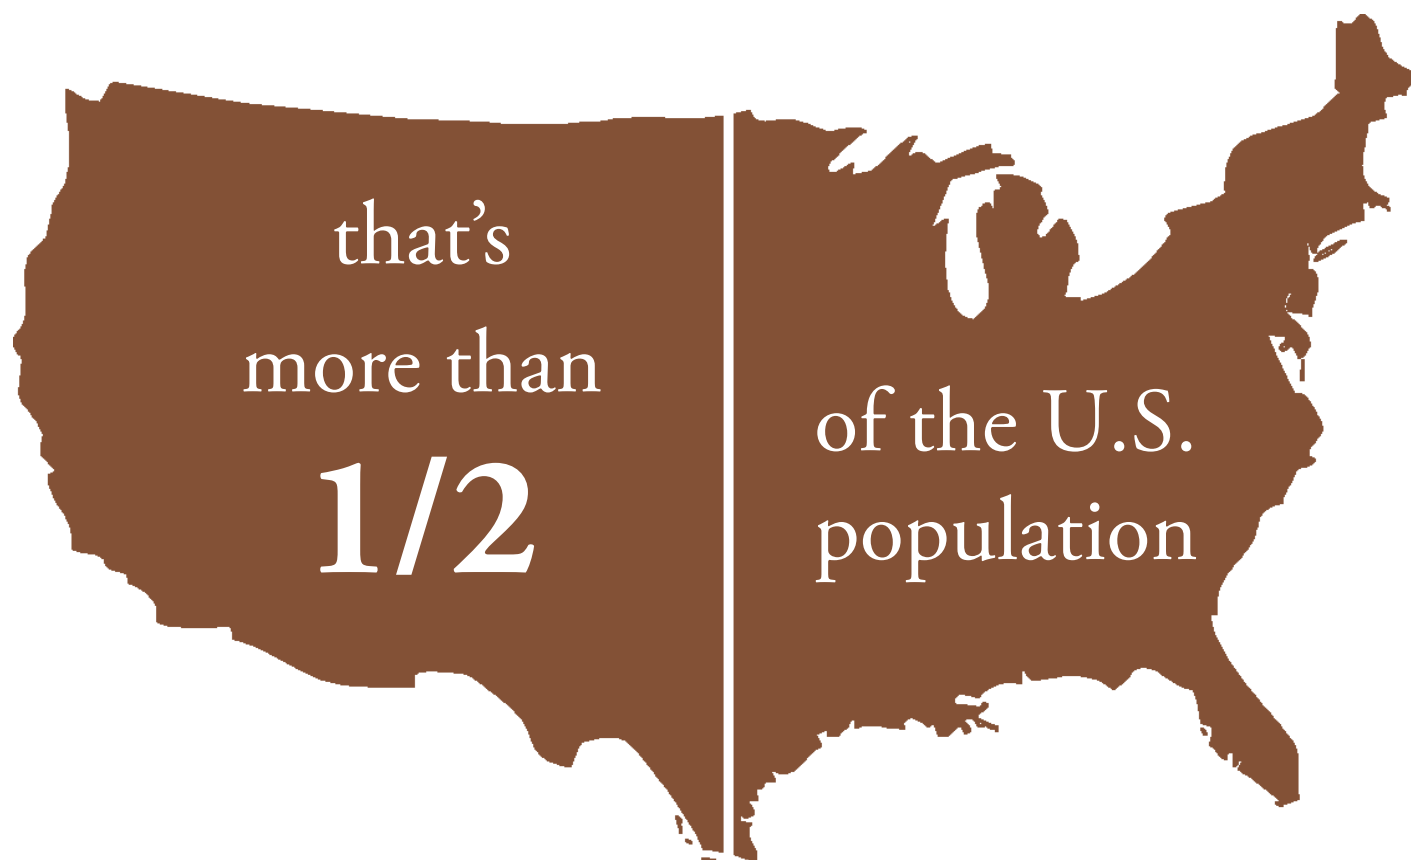 that’s
more than
1/2
of the U.S.
population